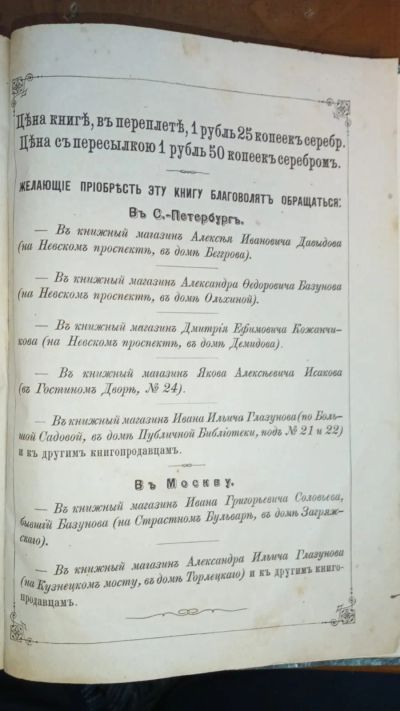 Цѣна книгѣ, въ переплетѣ, 1 рубль 25 копеекъ серебр.
Цѣна съ пересылкою 1 рубль 50 копеекъ серебромъ.
ЖЕЛАЮЩІЕ ПРІОБРѢСТЬ ЭТУ КНИГУ БЛАГОВОЛЯТЪ ОБРАЩАТЬСЯ:
Въ С.-Петербургъ.
— Въ книжный магазинъ Алексѣя Ивановича Давыдова
(на Невскомъ проспектѣ, въ домѣ Беггрова).
— Въ книжный магазинъ Александра Ѳедоровича Базунова
(на Невскомъ проспектѣ, въ домѣ Ольхиной).
— Въ книжный магазинъ Дмитрія Ефимовича Кожанчи-
кова (на Невскомъ проспектѣ, въ домѣ Демидова).
— Въ книжный магазинъ Якова Алексѣевича Исакова
(въ Гостиномъ Дворѣ, № 24).
— Въ книжный магазинъ Ивана Ильича Глазунова (по Боль-
шой Садовой, въ домѣ Публичной Библіотеки, подъ № 21 и 22)
и къ другимъ книгопродавцамъ.
Въ Москву.
— Въ книжный магазинъ Ивана Григорьевича Соловьева,
бывшій Базунова (на Страстномъ Бульварѣ, въ домѣ Загряж-
скаго).
— Въ книжный магазинъ Александра Ильича Глазунова
(на Кузнецкомъ мосту, въ домѣ Торлецкаго) и къ другимъ книго-
продавцамъ.